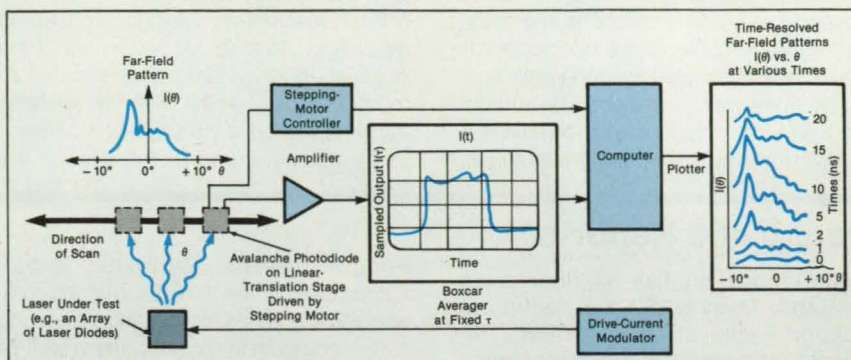 Far-Field
Pattern
I(θ)
−10° 0° +10° θ
Direction
of Scan
θ
Laser Under Test
(e.g., an Array
of Laser Diodes)
Stepping-
Motor
Controller
Amplifier
Avalanche Photodiode
on Linear-
Translation Stage
Driven by
Stepping Motor
I(t)
Sampled Output I(τ)
Time
Boxcar
Averager
at Fixed τ
Drive-Current
Modulator
Computer
Plotter
Time-Resolved
Far-Field Patterns
I(θ) vs. θ
at Various Times
I(θ)
20
15
10
5
2
1
0
Times (ns)
−10° 0° +10° θ